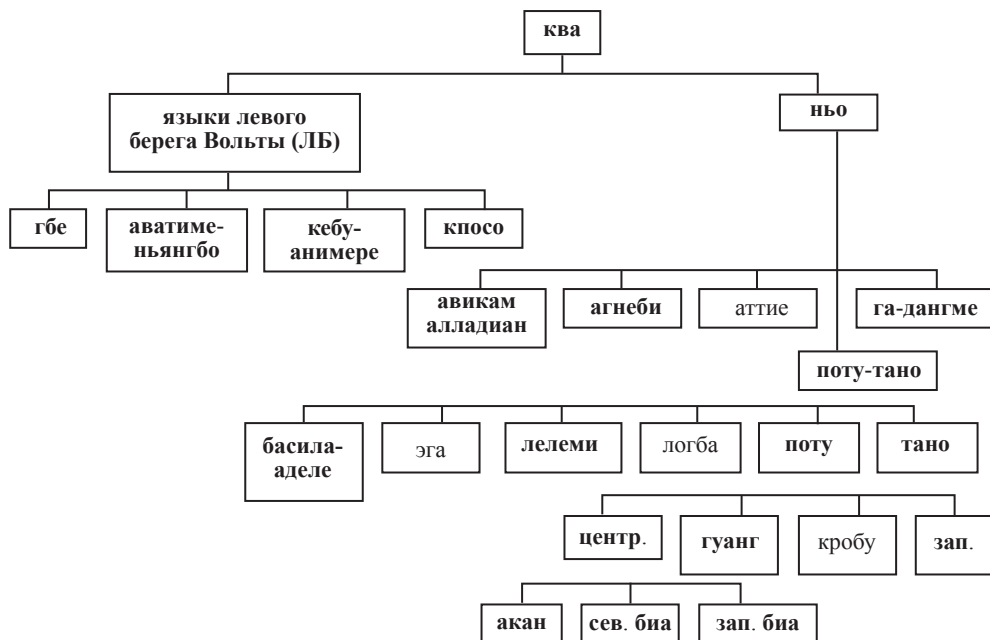 ква
языки левого
берега Вольты (ЛБ)
ньо
гбе
аватиме-
ньянгбо
кебу-
анимере
кпосо
авикам
алладиан
агнеби
аттие
га-дангме
поту-тано
басила-
аделе
эга
лелеми
логба
поту
тано
центр.
гуанг
кробу
зап.
акан
сев. биа
зап. биа